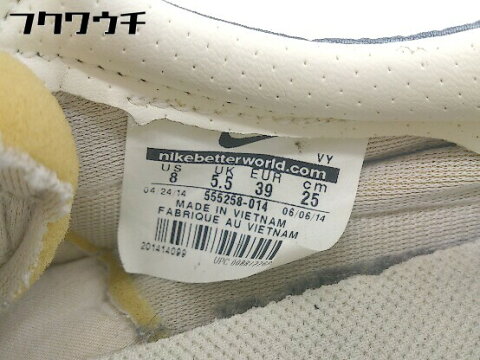 フクワウチ
VY
nikebetterworld.com
US UK EUR cm
8 5.5 39 25
04/24/14 555258-014 06/06/14
MADE IN VIETNAM
FABRIQUE AU VIETNAM
201414099